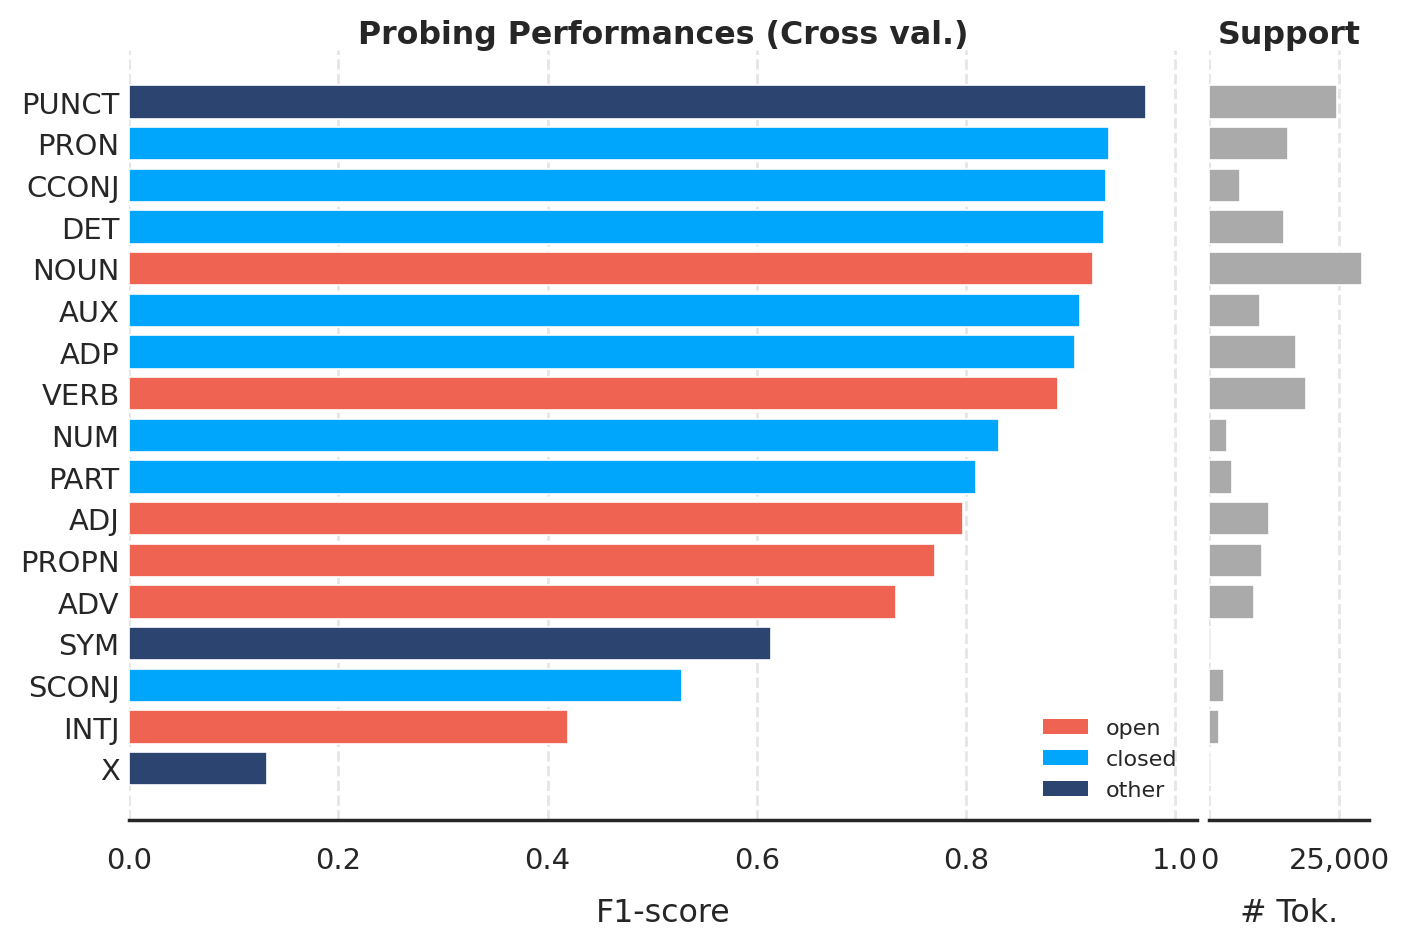 Probing Performances (Cross val.)
Support
PUNCT
PRON
CCONJ
DET
NOUN
AUX
ADP
VERB
NUM
PART
ADJ
PROPN
ADV
SYM
SCONJ
INTJ
X
open
closed
other
0.0 0.2 0.4 0.6 0.8 1.0
0 25,000
F1-score
# Tok.